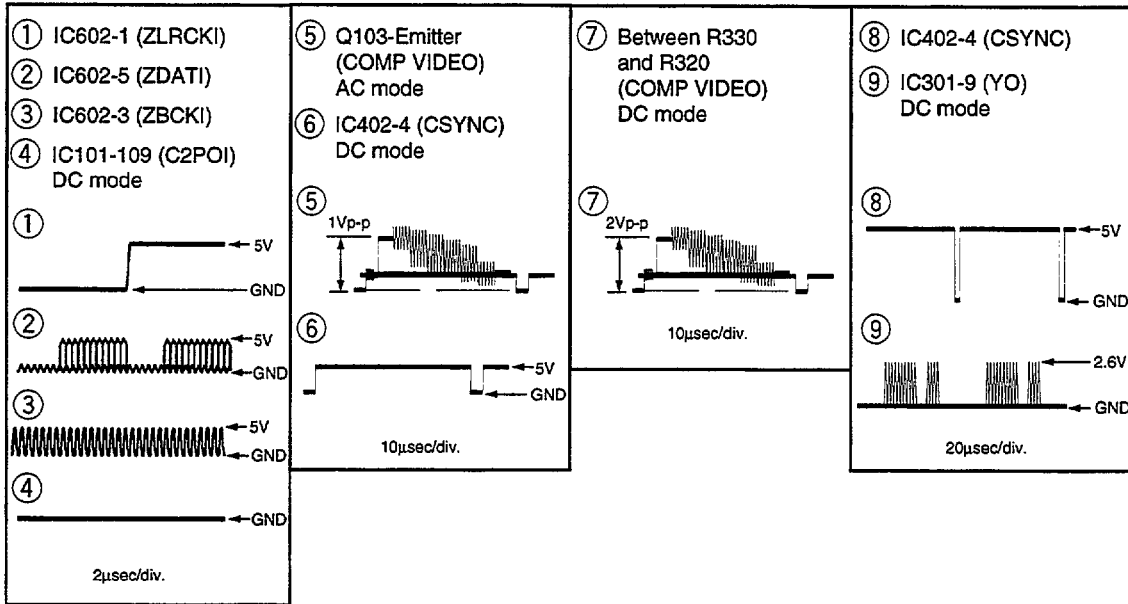 ① IC602-1 (ZLRCKI)
② IC602-5 (ZDATI)
③ IC602-3 (ZBCKI)
④ IC101-109 (C2POI)
DC mode
①
5V
GND
②
5V
GND
③
5V
GND
④
GND
2µsec/div.
⑤ Q103-Emitter
(COMP VIDEO)
AC mode
⑥ IC402-4 (CSYNC)
DC mode
⑤
1Vp-p
⑥
5V
GND
10µsec/div.
⑦ Between R330
and R320
(COMP VIDEO)
DC mode
⑦
2Vp-p
10µsec/div.
⑧ IC402-4 (CSYNC)
⑨ IC301-9 (YO)
DC mode
⑧
5V
GND
⑨
2.6V
GND
20µsec/div.